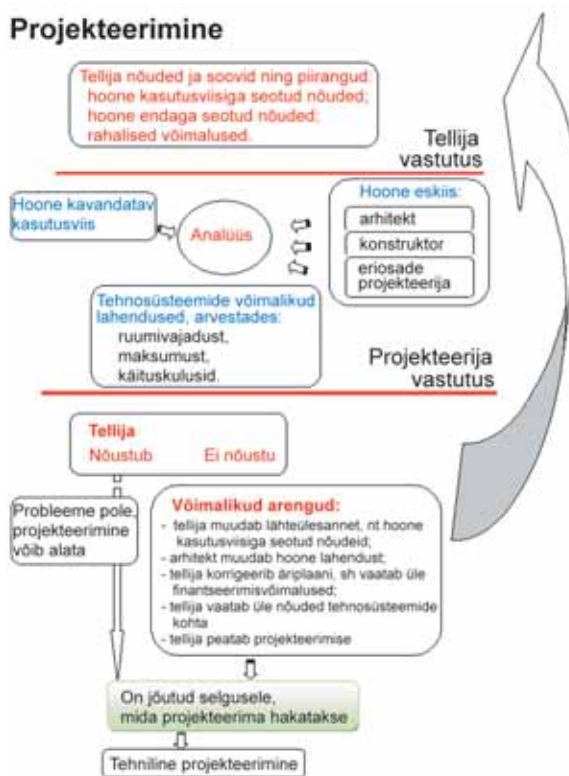 Projekteerimine
Tellija nõuded ja soovid ning piirangud:
hoone kasutusviisiga seotud nõuded;
hoone endaga seotud nõuded;
rahalised võimalused.
Tellija
vastutus
Hoone kavandatav
kasutusviis
Analüüs
Hoone eskiis:
arhitekt
konstruktor
eriosade
projekteerija
Tehnosüsteemide võimalikud
lahendused, arvestades:
ruumivajadust,
maksumust,
käituskulusid.
Projekteerija
vastutus
Tellija
Nõustub Ei nõustu
Probleeme pole,
projekteerimine
võib alata
Võimalikud arengud:
- tellija muudab lähteülesannet, nt hoone
kasutusviisiga seotud nõudeid;
- arhitekt muudab hoone lahendust;
- tellija korrigeerib äriplaani, sh vaatab üle
finantseerimisvõimalused;
- tellija vaatab üle nõuded tehnosüsteemide
kohta
- tellija peatab projekteerimise
On jõutud selgusele,
mida projekteerima hakatakse
Tehniline projekteerimine